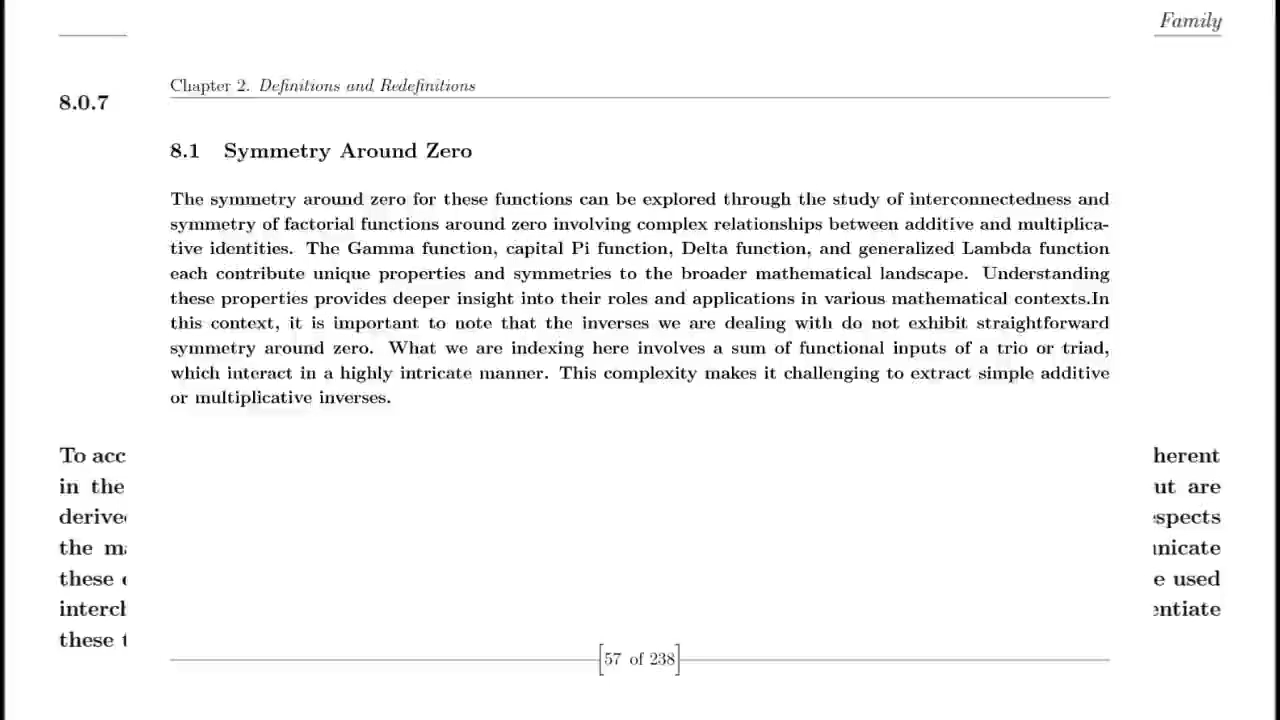 Family
Chapter 2. Definitions and Redefinitions
8.0.7
8.1 Symmetry Around Zero
The symmetry around zero for these functions can be explored through the study of interconnectedness and
symmetry of factorial functions around zero involving complex relationships between additive and multiplica-
tive identities. The Gamma function, capital Pi function, Delta function, and generalized Lambda function
each contribute unique properties and symmetries to the broader mathematical landscape. Understanding
these properties provides deeper insight into their roles and applications in various mathematical contexts.In
this context, it is important to note that the inverses we are dealing with do not exhibit straightforward
symmetry around zero. What we are indexing here involves a sum of functional inputs of a trio or triad,
which interact in a highly intricate manner. This complexity makes it challenging to extract simple additive
or multiplicative inverses.
To acc herent
in the ut are
derive spects
the m nicate
these e used
interch entiate
these t
57 of 238